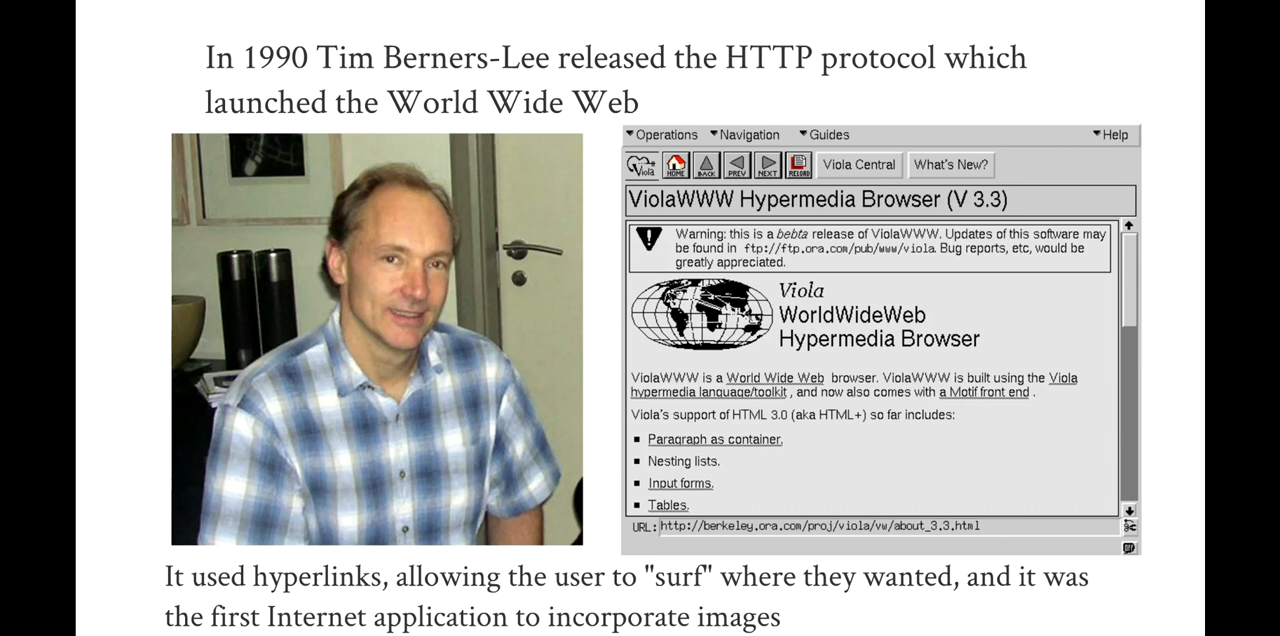 In 1990 Tim Berners-Lee released the HTTP protocol which
launched the World Wide Web
Operations Navigation Guides Help
Viola HOME BACK PREV NEXT RELOAD Viola Central What's New?
ViolaWWW Hypermedia Browser (V 3.3)
Warning: this is a bebta release of ViolaWWW. Updates of this software may
be found in ftp://ftp.ora.com/pub/www/viola. Bug reports, etc, would be
greatly appreciated.
Viola
WorldWideWeb
Hypermedia Browser
ViolaWWW is a World Wide Web browser. ViolaWWW is built using the Viola
hypermedia language/toolkit , and now also comes with a Motif front end .
Viola's support of HTML 3.0 (aka HTML+) so far includes:
Paragraph as container.
Nesting lists.
Input forms.
Tables.
URL: http://berkeley.ora.com/proj/viola/vw/about_3.3.html
It used hyperlinks, allowing the user to "surf" where they wanted, and it was
the first Internet application to incorporate images